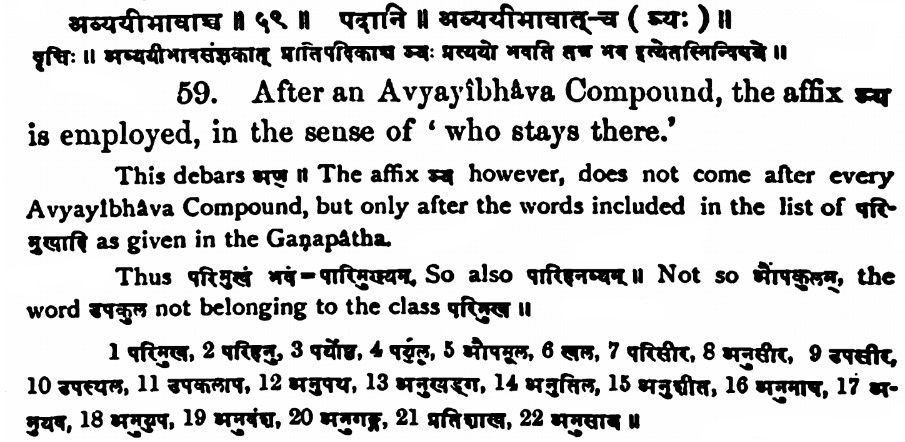 अव्ययीभावाच्च ॥ ५९ ॥ पदानि ॥ अव्ययीभावात्-च ( ञ्यः ) ॥
वृत्तिः ॥ अव्ययीभावसंज्ञकात् प्रातिपदिकाच्च ञ्यः प्रत्ययो भवति तत्र भव इत्येतस्मिन्विषये ॥
59. After an Avyayîbhâva Compound, the affix ञ्य
is employed, in the sense of ‘ who stays there.’
This debars अण् ॥ The affix ञ्य however, does not come after every
Avyayîbhâva Compound, but only after the words included in the list of परि-
मुखादि as given in the Gaṇapâtha.
Thus परिमुखं भवं = पारिमुख्यम्, So also पारिहनव्यम् ॥ Not so औपकुलम्, the
word उपकुल not belonging to the class परिमुख ॥
1 परिमुख, 2 परिहनु, 3 पर्योष्ठ, 4 पर्युलू, 5 औपमूल, 6 खल, 7 परिसीर, 8 अनुसीर, 9 उपसीर,
10 उपस्थल, 11 उपकलाप, 12 अनुपथ, 13 अनुखड्ग, 14 अनुतिल, 15 अनुशीत, 16 अनुमाष, 17 अ-
नुयव, 18 अनुयूप, 19 अनुवंश, 20 अनुगङ्ग, 21 प्रतिशाख, 22 अनुसाय ॥